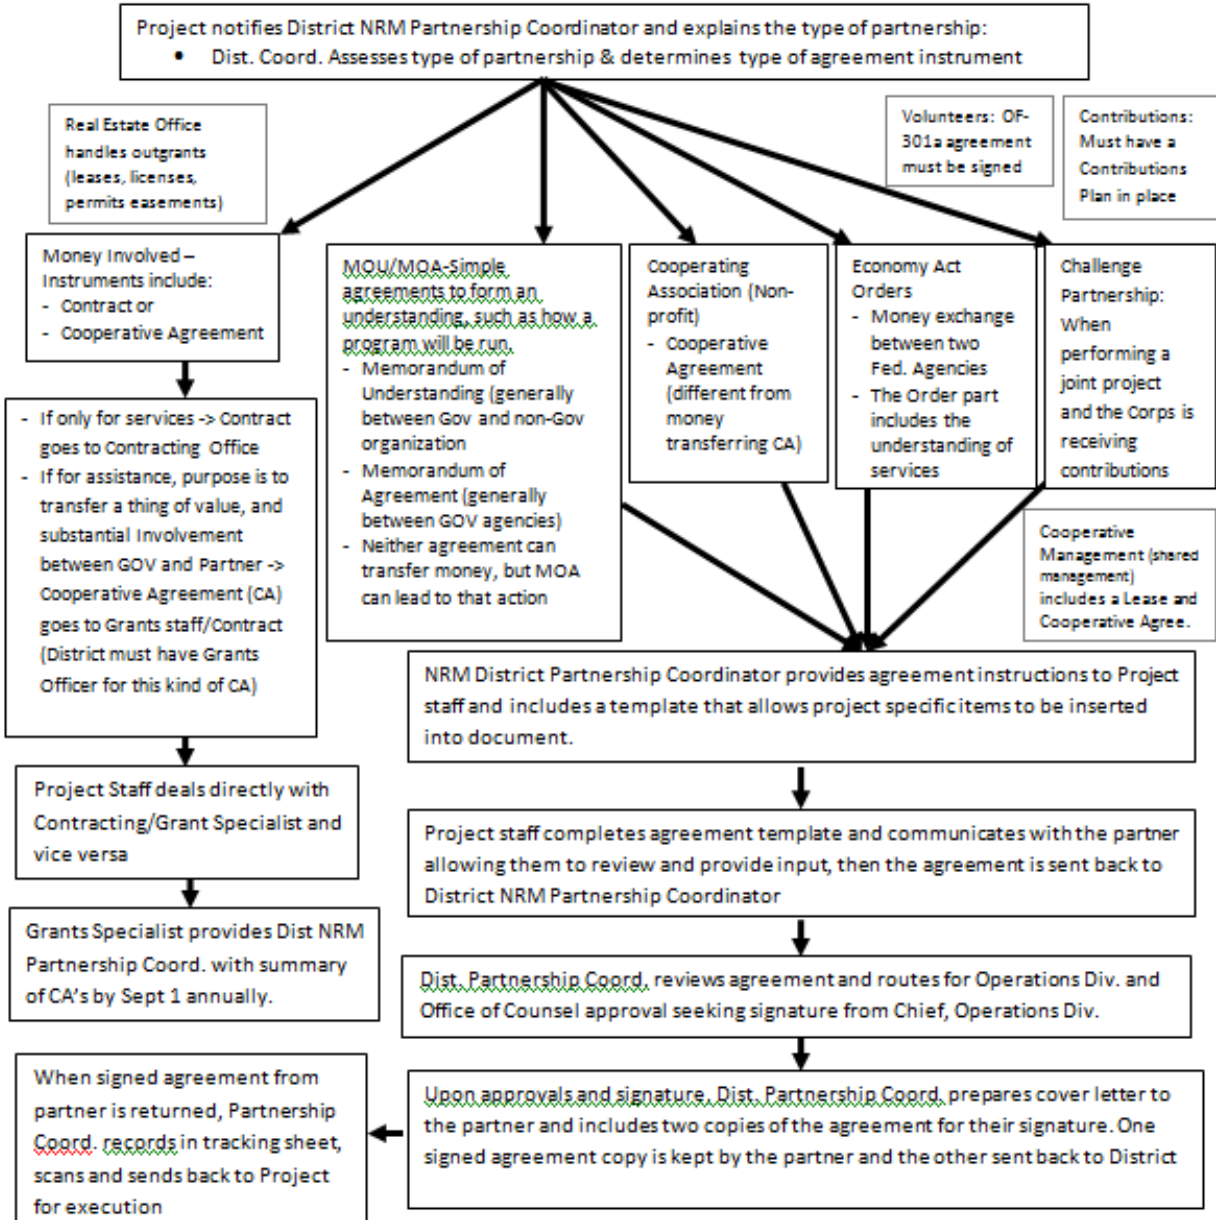 Project notifies District NRM Partnership Coordinator and explains the type of partnership:
• Dist. Coord. Assesses type of partnership & determines type of agreement instrument
Real Estate Office
handles outgrants
(leases, licenses,
permits easements)
Volunteers: OF-
301a agreement
must be signed
Contributions:
Must have a
Contributions
Plan in place
Money Involved –
Instruments include:
- Contract or
- Cooperative Agreement
MOU/MOA-Simple
agreements to form an
understanding, such as how a
program will be run.
- Memorandum of
Understanding (generally
between Gov and non-Gov
organization
- Memorandum of
Agreement (generally
between GOV agencies)
- Neither agreement can
transfer money, but MOA
can lead to that action
Cooperating
Association (Non-
profit)
- Cooperative
Agreement
(different from
money
transferring CA)
Economy Act
Orders
- Money exchange
between two
Fed. Agencies
- The Order part
includes the
understanding of
services
Challenge
Partnership:
When
performing a
joint project
and the Corps is
receiving
contributions
- If only for services -> Contract
goes to Contracting Office
- If for assistance, purpose is to
transfer a thing of value, and
substantial Involvement
between GOV and Partner ->
Cooperative Agreement (CA)
goes to Grants staff/Contract
(District must have Grants
Officer for this kind of CA)
Cooperative
Management (shared
management)
includes a Lease and
Cooperative Agree.
NRM District Partnership Coordinator provides agreement instructions to Project
staff and includes a template that allows project specific items to be inserted
into document.
Project Staff deals directly with
Contracting/Grant Specialist and
vice versa
Project staff completes agreement template and communicates with the partner
allowing them to review and provide input, then the agreement is sent back to
District NRM Partnership Coordinator
Grants Specialist provides Dist NRM
Partnership Coord. with summary
of CA's by Sept 1 annually.
Dist. Partnership Coord. reviews agreement and routes for Operations Div. and
Office of Counsel approval seeking signature from Chief, Operations Div.
Upon approvals and signature, Dist. Partnership Coord. prepares cover letter to
the partner and includes two copies of the agreement for their signature. One
signed agreement copy is kept by the partner and the other sent back to District
When signed agreement from
partner is returned, Partnership
Coord. records in tracking sheet,
scans and sends back to Project
for execution